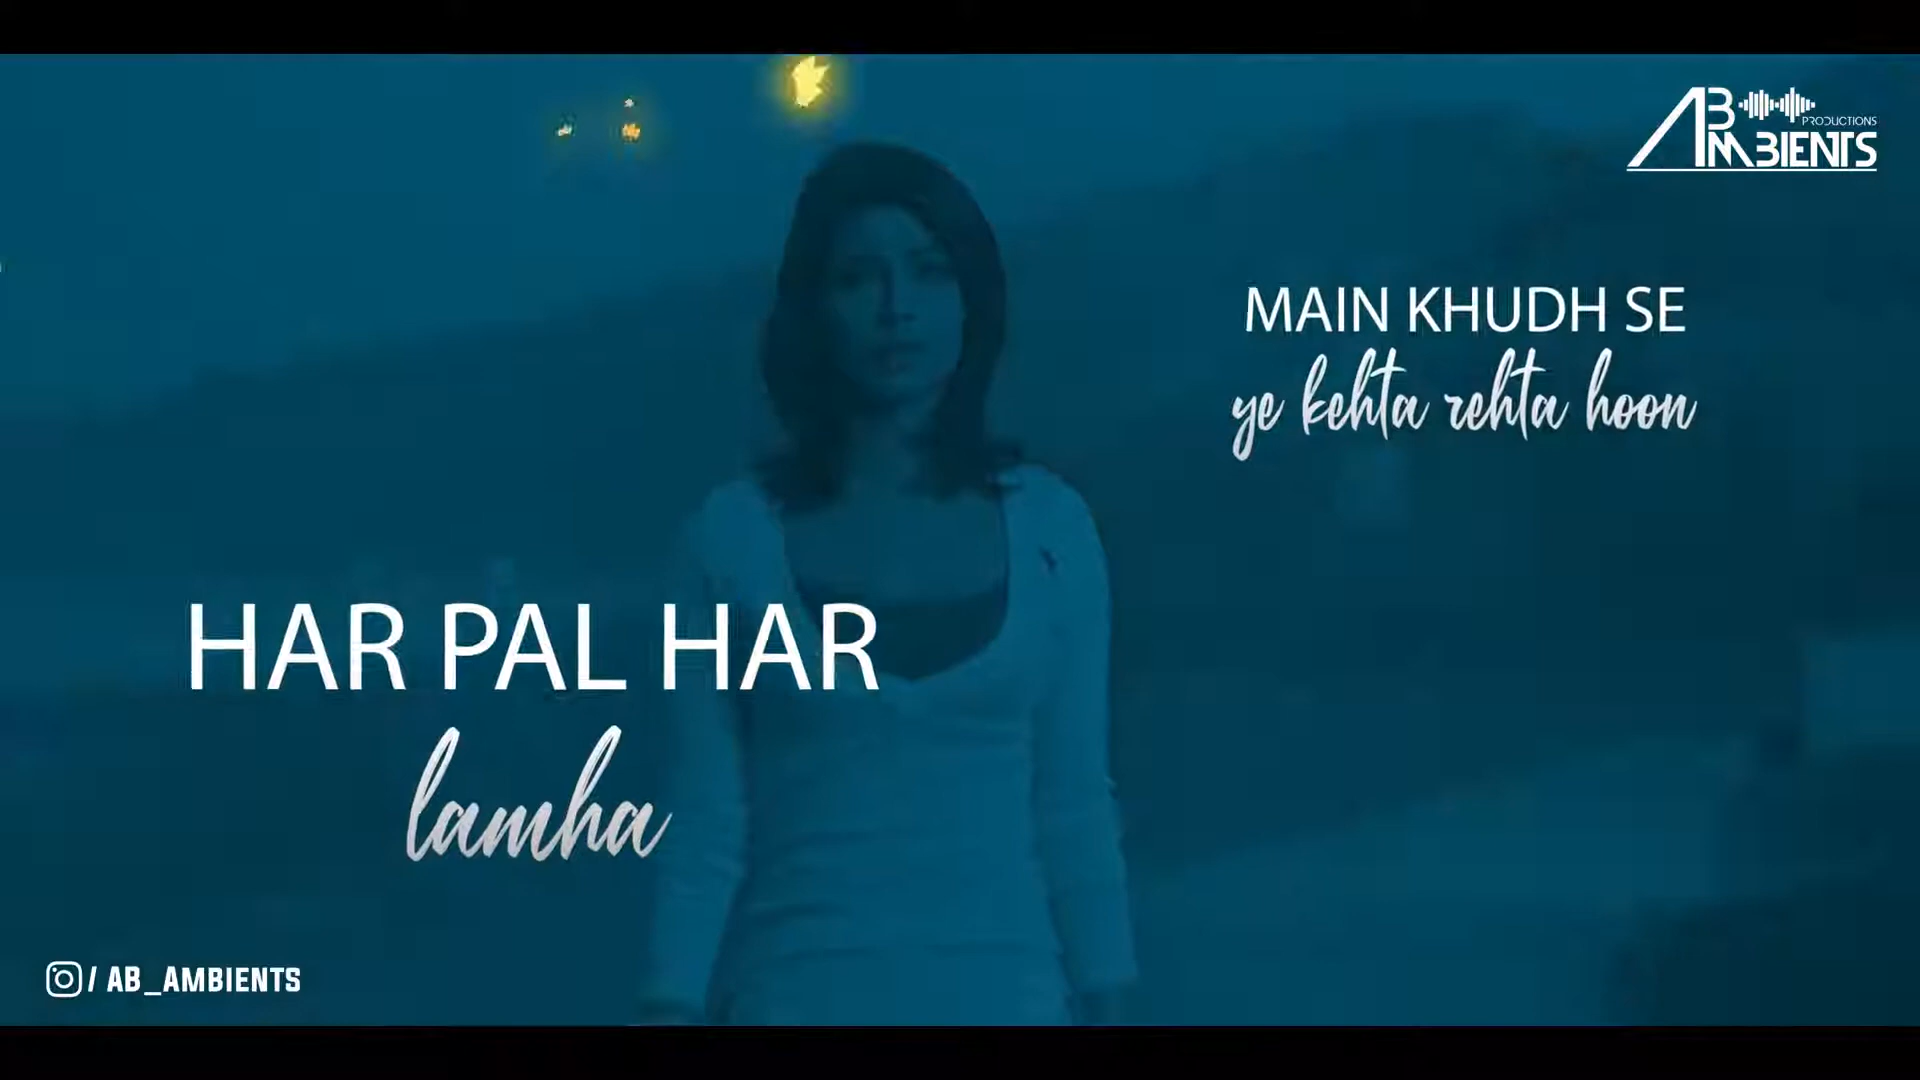 AB
PRODUCTIONS
AMBIENTS
MAIN KHUDH SE
ye kehta rehta hoon
HAR PAL HAR
lamha
/ AB_AMBIENTS